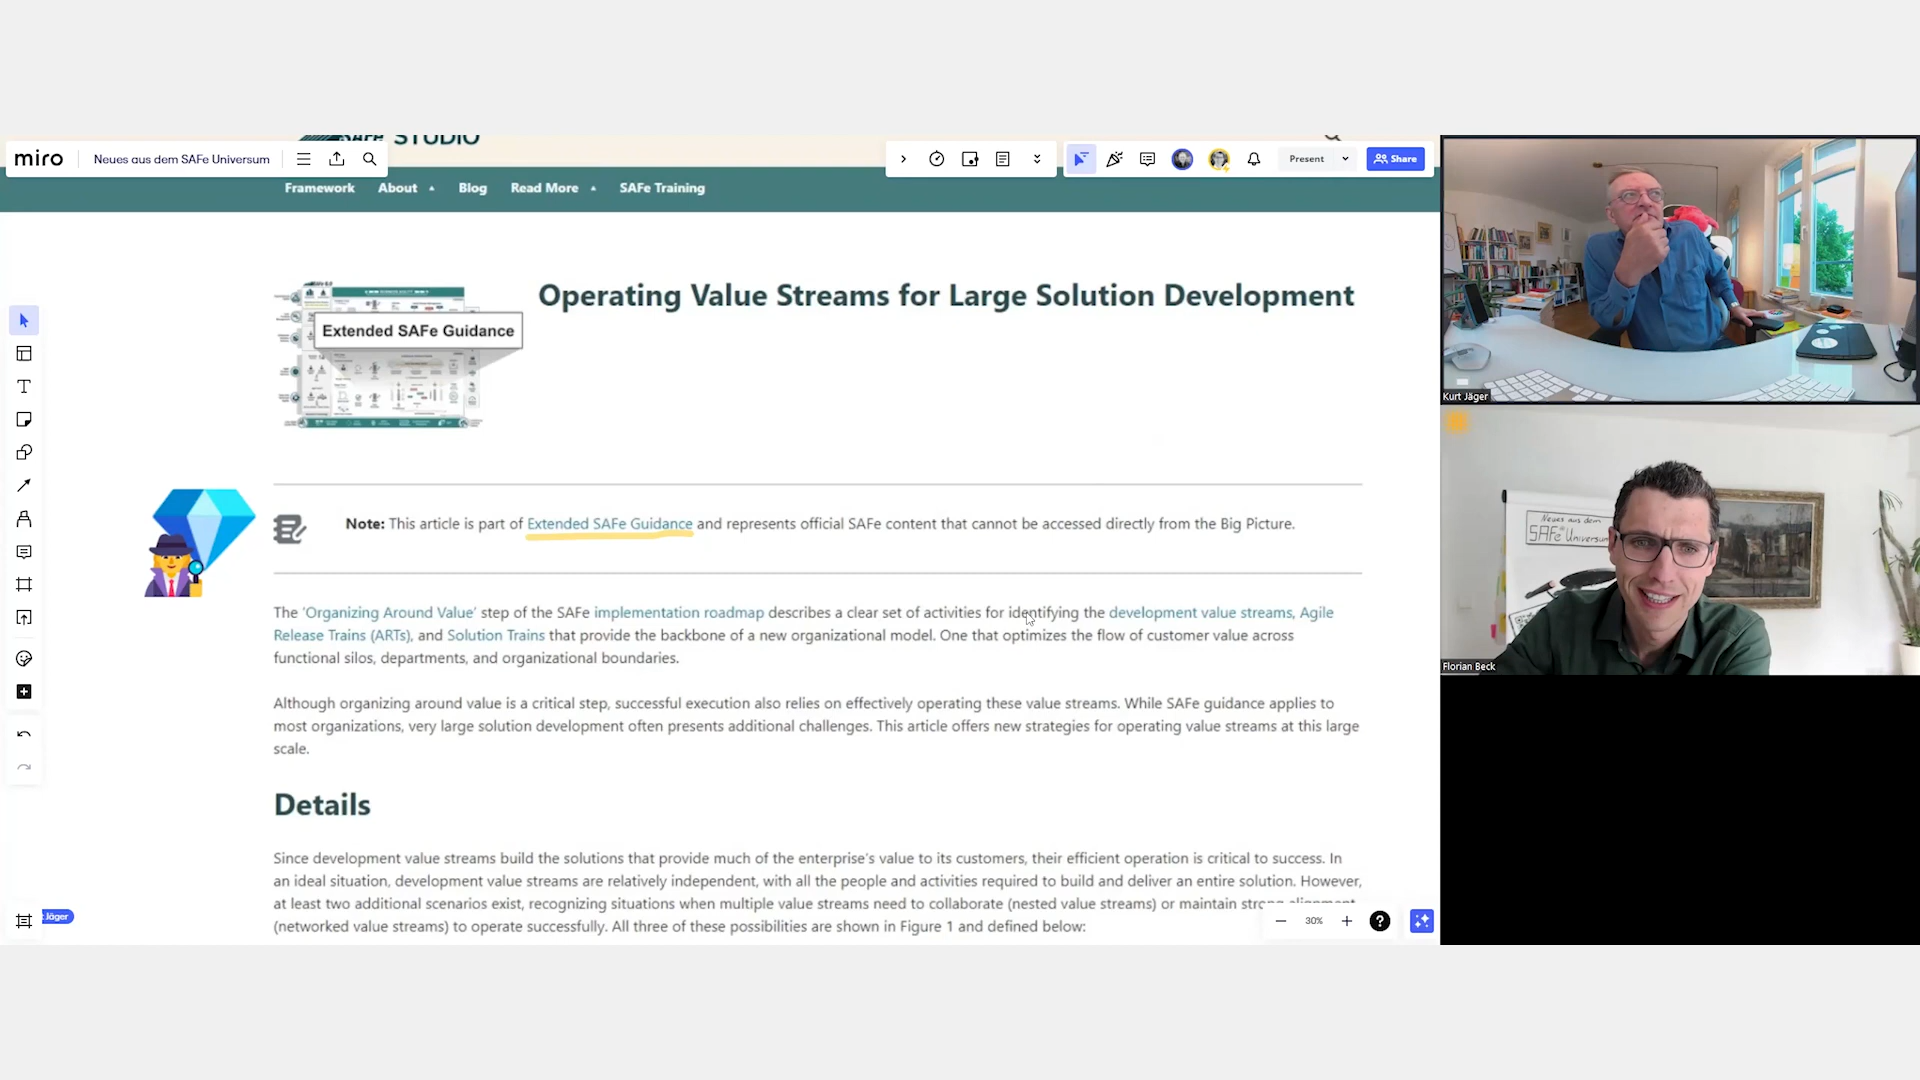 SAFe STUDIO
miro
Neues aus dem SAFe Universum
Present
Share
Framework
About
Blog
Read More
SAFe Training
Extended SAFe Guidance
Operating Value Streams for Large Solution Development
Note: This article is part of Extended SAFe Guidance and represents official SAFe content that cannot be accessed directly from the Big Picture.
The ‘Organizing Around Value’ step of the SAFe implementation roadmap describes a clear set of activities for identifying the development value streams, Agile
Release Trains (ARTs), and Solution Trains that provide the backbone of a new organizational model. One that optimizes the flow of customer value across
functional silos, departments, and organizational boundaries.
Although organizing around value is a critical step, successful execution also relies on effectively operating these value streams. While SAFe guidance applies to
most organizations, very large solution development often presents additional challenges. This article offers new strategies for operating value streams at this large
scale.
Details
Since development value streams build the solutions that provide much of the enterprise's value to its customers, their efficient operation is critical to success. In
an ideal situation, development value streams are relatively independent, with all the people and activities required to build and deliver an entire solution. However,
at least two additional scenarios exist, recognizing situations when multiple value streams need to collaborate (nested value streams) or maintain strong alignment
(networked value streams) to operate successfully. All three of these possibilities are shown in Figure 1 and defined below:
t Jäger
30%
Kurt Jäger
Neues aus dem
SAFe Universum
Florian Beck